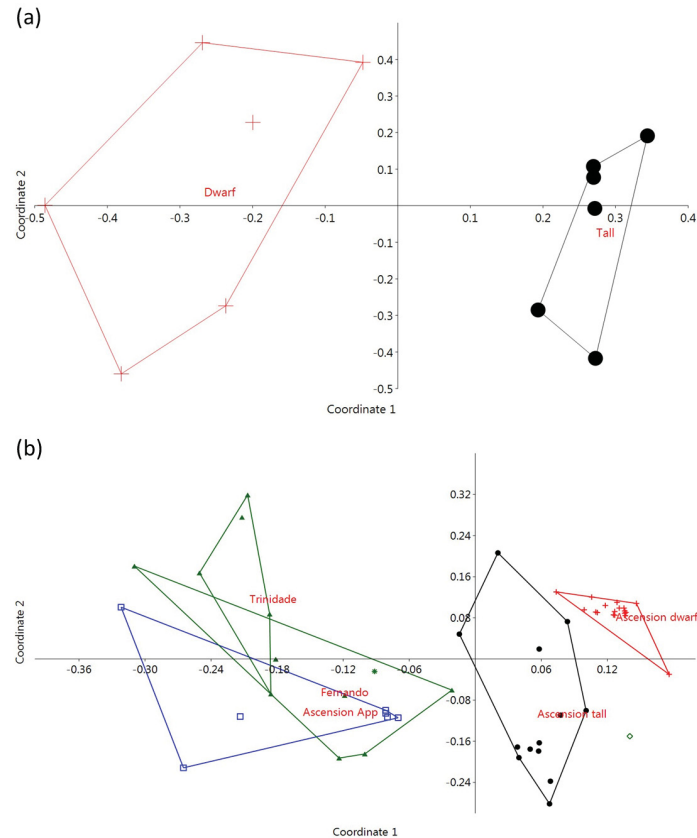 (a)
0.4
0.3
0.2
0.1
Dwarf
-0.5 -0.4 -0.3 -0.2 -0.1 0.1 0.2 0.3 0.4
Tall
-0.1
-0.2
-0.3
-0.4
-0.5
Coordinate 2
Coordinate 1
(b)
0.32
0.24
0.16
0.08
Trinidade
Ascension dwarf
-0.36 -0.30 -0.24 -0.18 -0.12 -0.06 0.06 0.12
Fernando
-0.08
Ascension App
Ascension tall
-0.16
-0.24
Coordinate 2
Coordinate 1